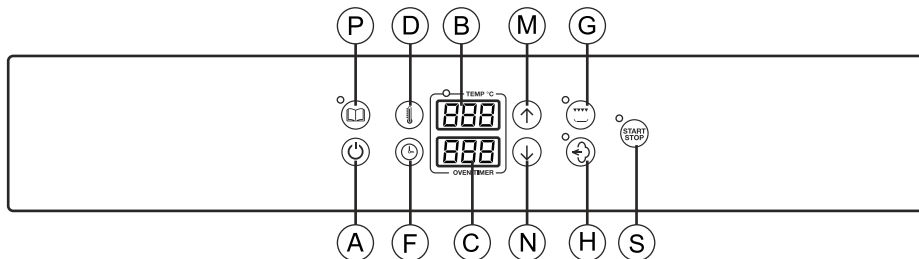 P D B M G
TEMP °C
888
START
STOP
888
OVEN TIMER
A F C N H S